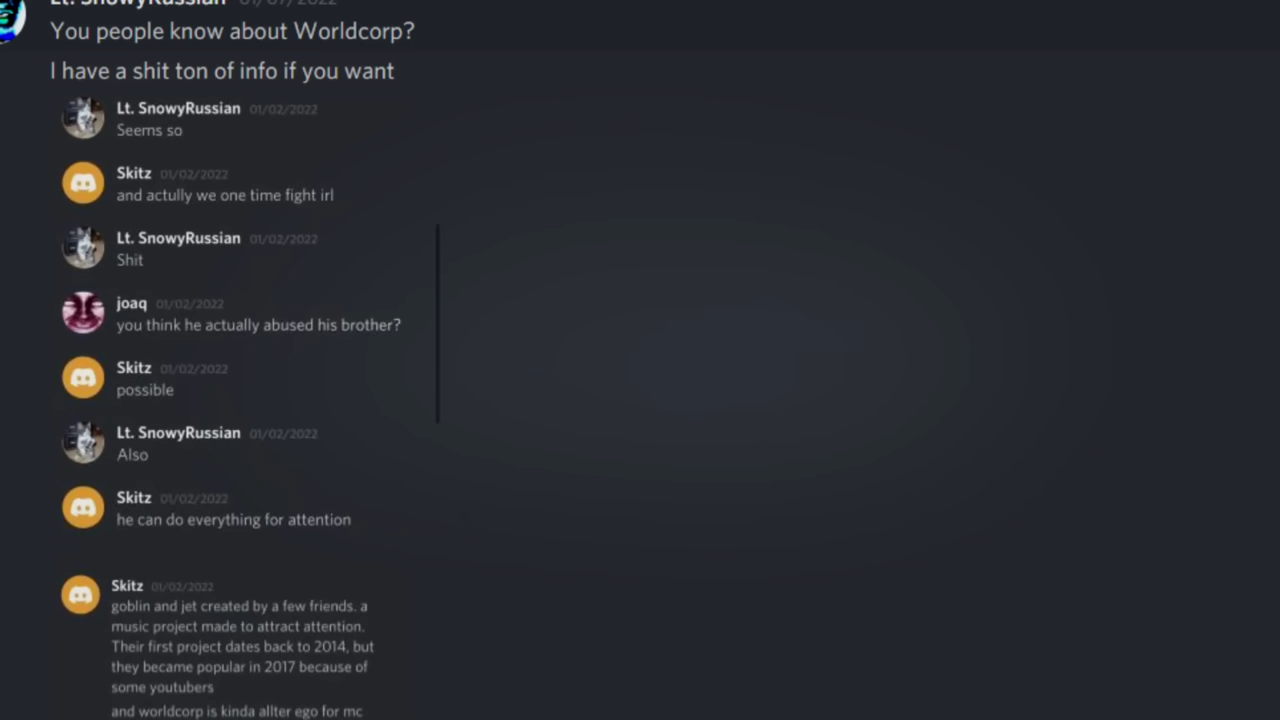 Lt. SnowyRussian 01/07/2022
You people know about Worldcorp?
I have a shit ton of info if you want
Lt. SnowyRussian 01/02/2022
Seems so
Skitz 01/02/2022
and actully we one time fight irl
Lt. SnowyRussian 01/02/2022
Shit
joaq 01/02/2022
you think he actually abused his brother?
Skitz 01/02/2022
possible
Lt. SnowyRussian 01/02/2022
Also
Skitz 01/02/2022
he can do everything for attention
Skitz 01/02/2022
goblin and jet created by a few friends. a
music project made to attract attention.
Their first project dates back to 2014, but
they became popular in 2017 because of
some youtubers
and worldcorp is kinda allter ego for mc